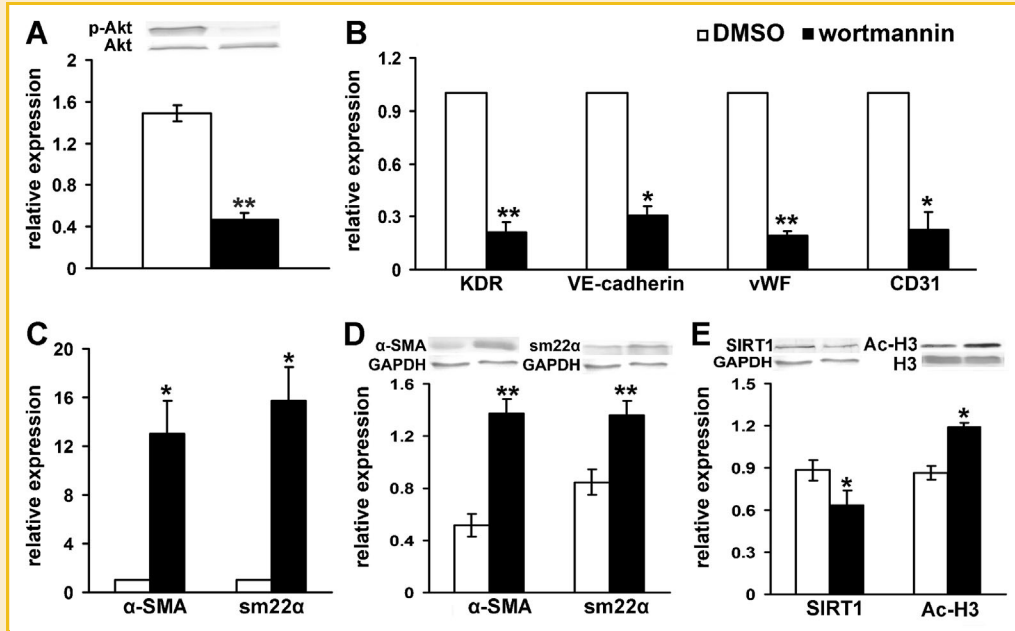 A
p-Akt
Akt
relative expression
2
1.6
1.2
0.8
0.4
0
**
B
□ DMSO ■ wortmannin
relative expression
1.2
0.9
0.6
0.3
0
** * ** *
KDR VE-cadherin vWF CD31
C
relative expression
20
16
12
8
4
0
* *
α-SMA sm22α
D
α-SMA sm22α
GAPDH GAPDH
relative expression
1.6
1.2
0.8
0.4
0
** **
α-SMA sm22α
E
SIRT1 Ac-H3
GAPDH H3
relative expression
1.5
1.2
0.9
0.6
0.3
0
* *
SIRT1 Ac-H3